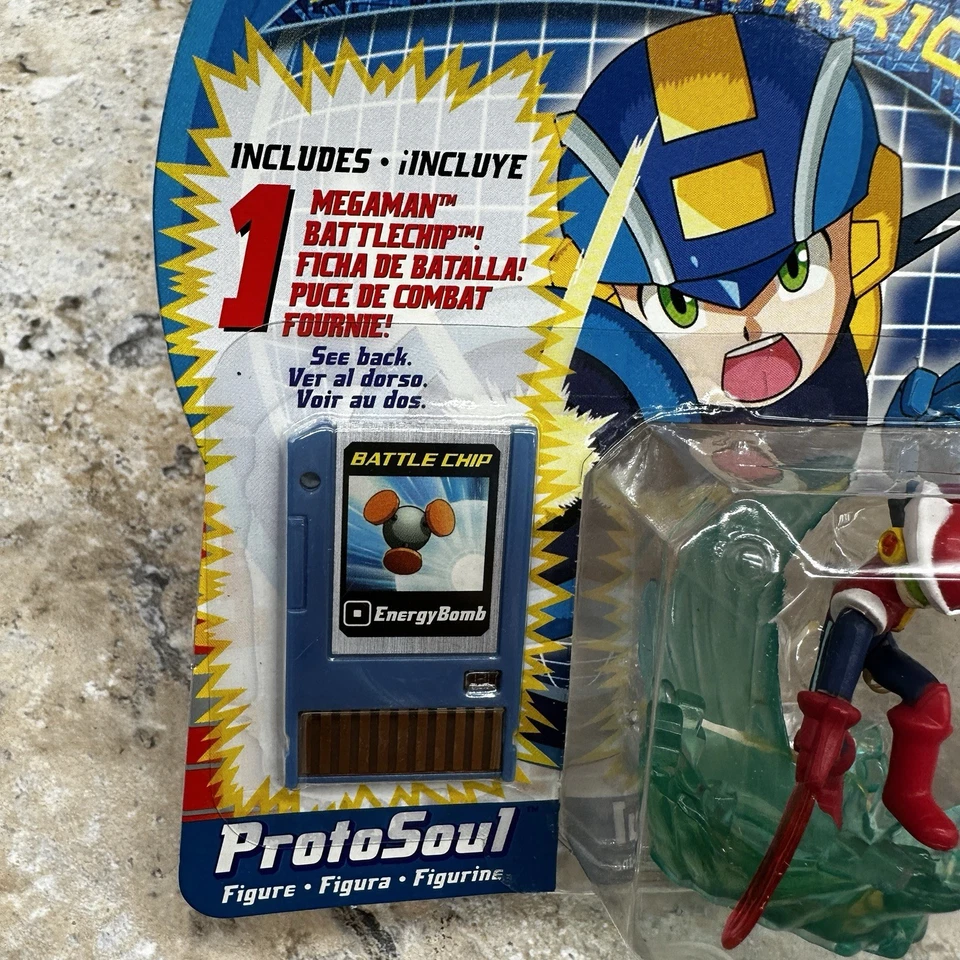 INCLUDES • ¡INCLUYE
1 MEGAMAN™
BATTLECHIP™!
FICHA DE BATALLA!
PUCE DE COMBAT
FOURNIE!
See back.
Ver al dorso.
Voir au dos.
BATTLE CHIP
EnergyBomb
ProtoSoul
Figure • Figura • Figurine